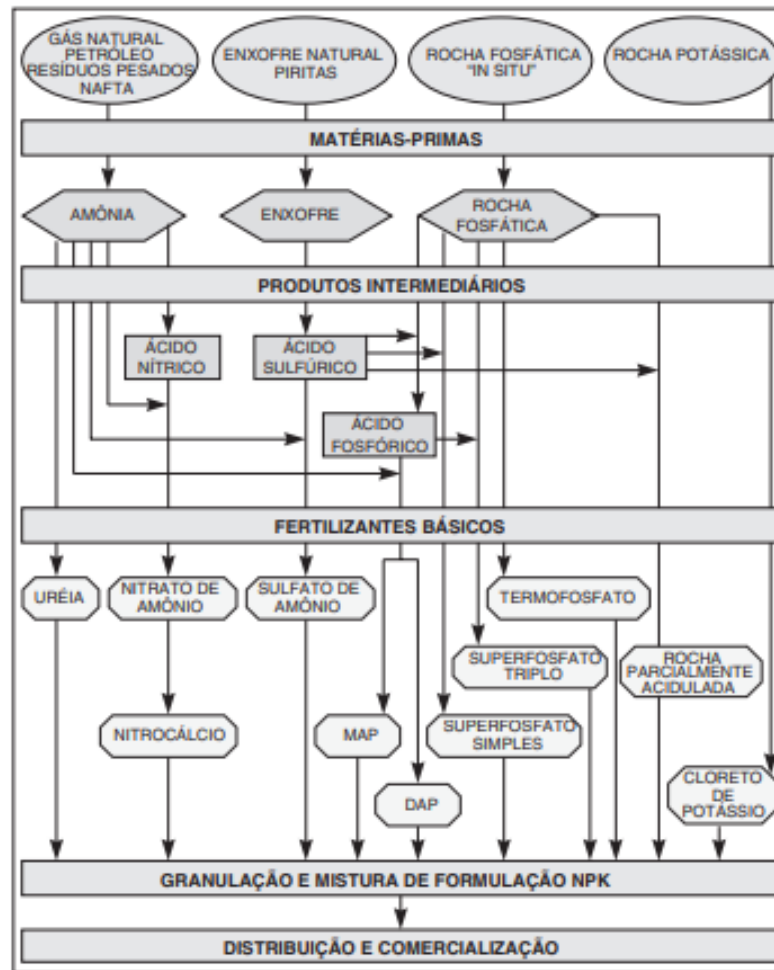 GÁS NATURAL
PETRÓLEO
RESÍDUOS PESADOS
NAFTA
ENXOFRE NATURAL
PIRITAS
ROCHA FOSFÁTICA
“IN SITU”
ROCHA POTÁSSICA
MATÉRIAS-PRIMAS
AMÔNIA
ENXOFRE
ROCHA
FOSFÁTICA
PRODUTOS INTERMEDIÁRIOS
ÁCIDO
NÍTRICO
ÁCIDO
SULFÚRICO
ÁCIDO
FOSFÓRICO
FERTILIZANTES BÁSICOS
URÉIA
NITRATO DE
AMÔNIO
SULFATO DE
AMÔNIO
TERMOFOSFATO
SUPERFOSFATO
TRIPLO
ROCHA
PARCIALMENTE
ACIDULADA
NITROCÁLCIO
MAP
SUPERFOSFATO
SIMPLES
DAP
CLORETO
DE
POTÁSSIO
GRANULAÇÃO E MISTURA DE FORMULAÇÃO NPK
DISTRIBUIÇÃO E COMERCIALIZAÇÃO